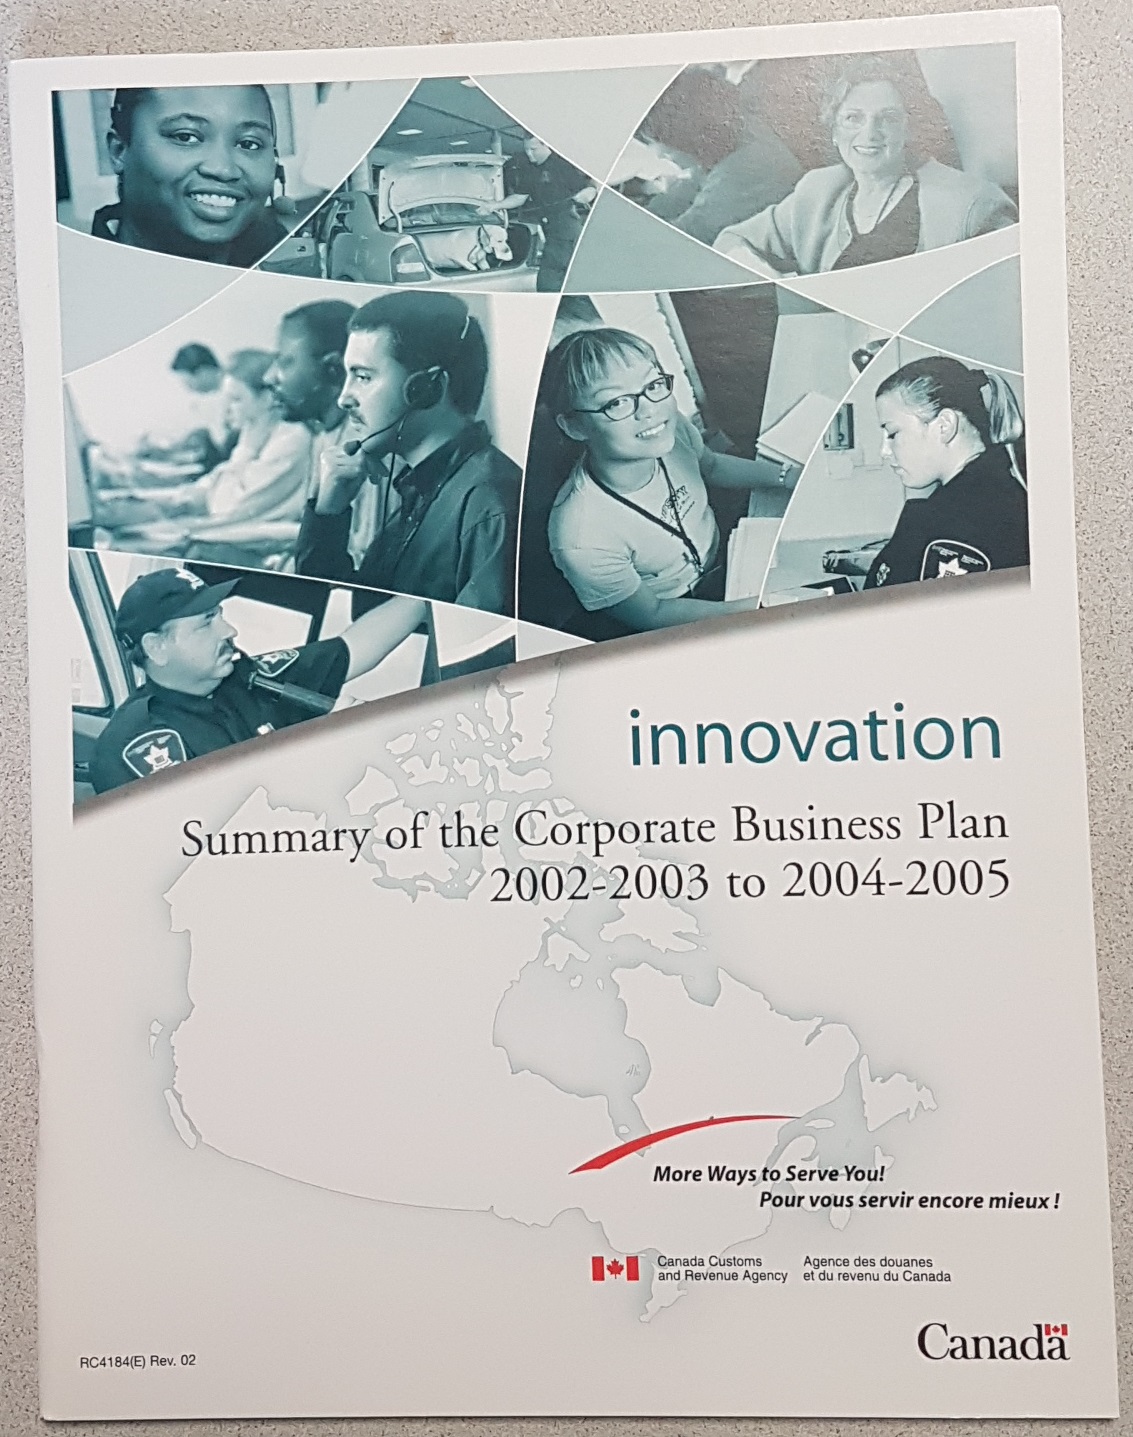 innovation
Summary of the Corporate Business Plan
2002-2003 to 2004-2005
More Ways to Serve You!
Pour vous servir encore mieux !
Canada Customs
and Revenue Agency
Agence des douanes
et du revenu du Canada
Canada
RC4184(E) Rev. 02